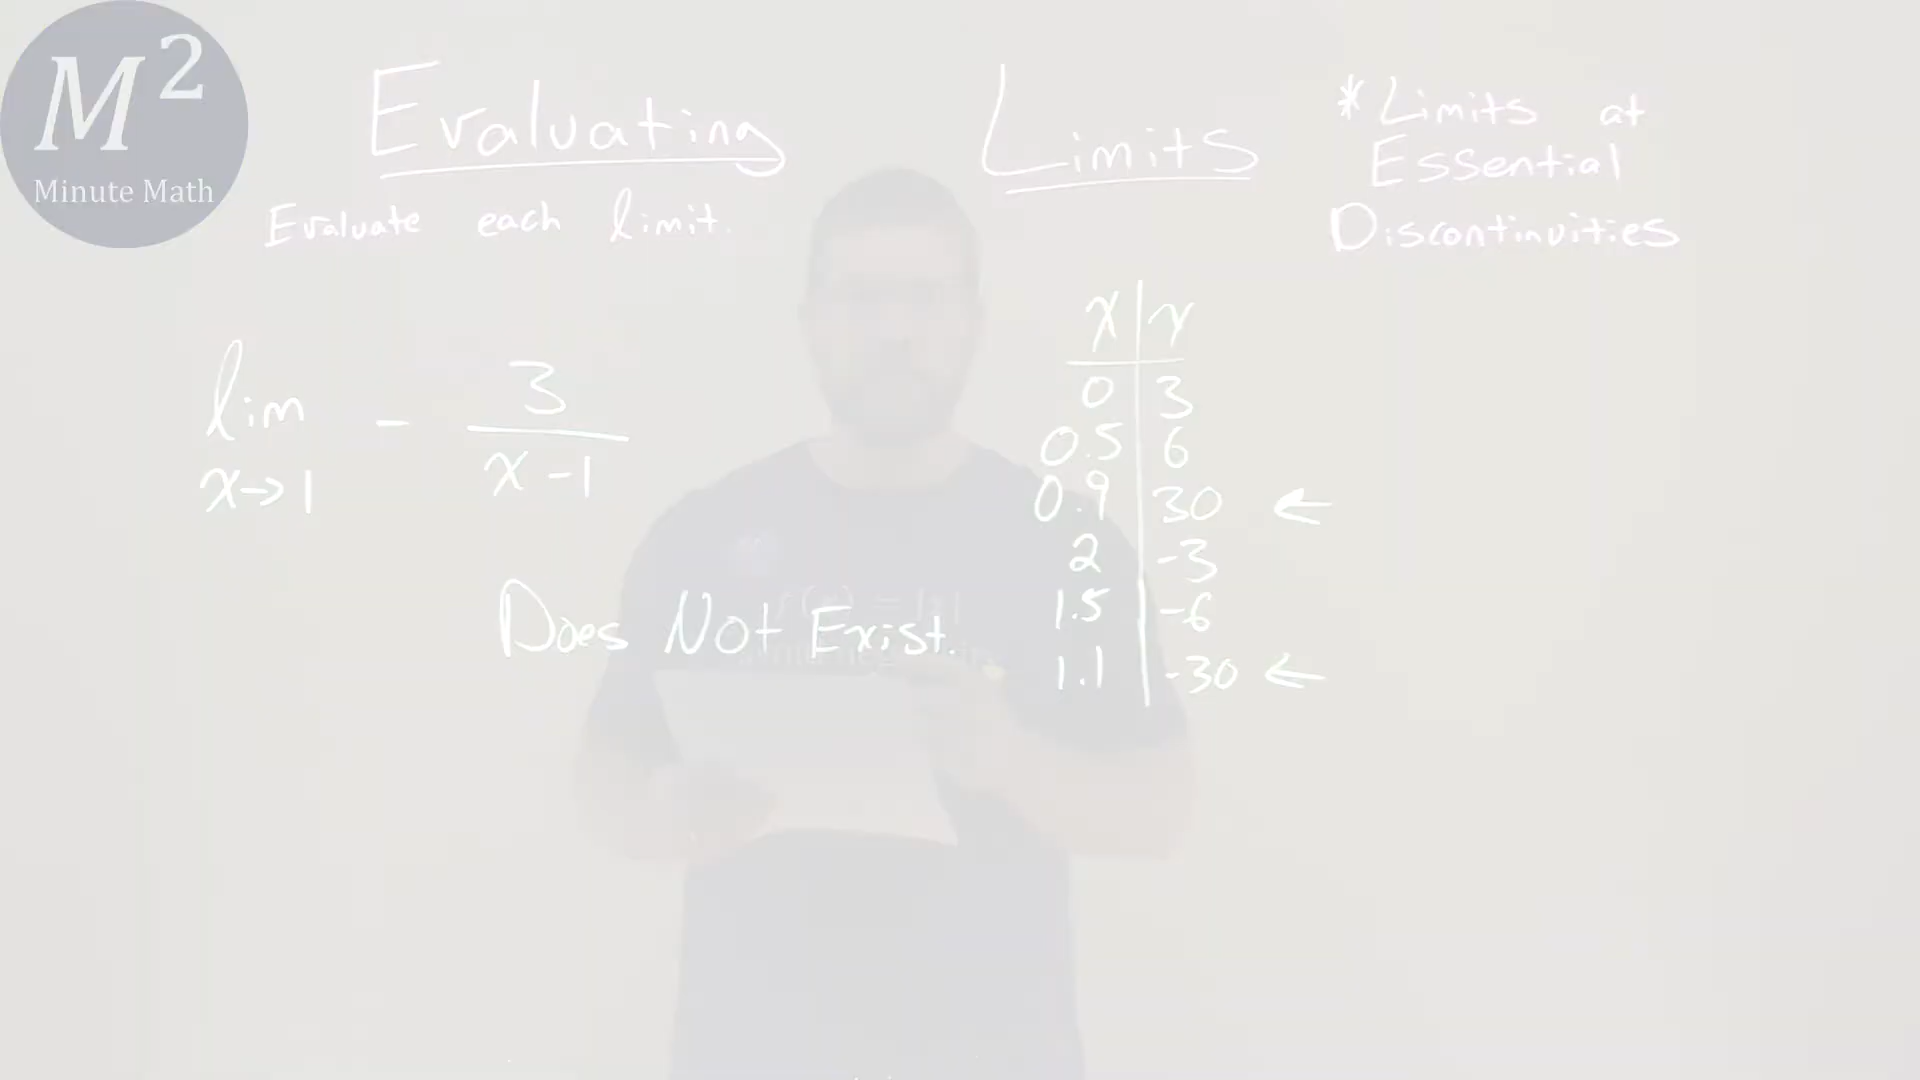 M²
Minute Math
Evaluating Limits
* Limits at
Essential
Discontinuities
Evaluate each limit.
lim - 3
x→1 x-1
Does Not Exist.
x y
0 3
0.5 6
0.9 30 ←
2 -3
1.5 -6
1.1 -30 ←